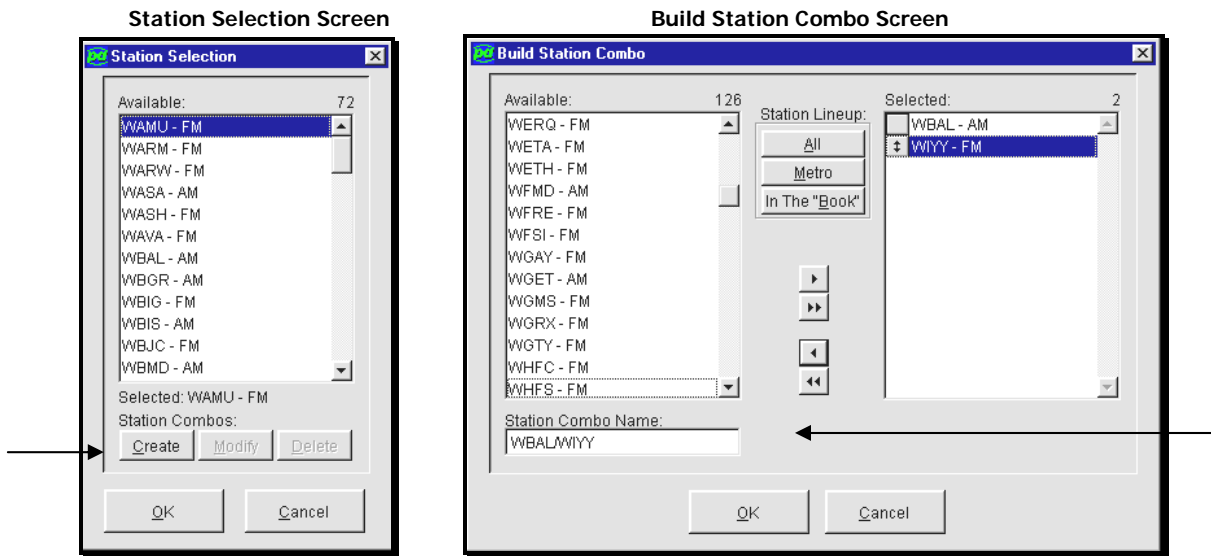 Station Selection Screen
Build Station Combo Screen
pd Station Selection
Available: 72
WAMU - FM
WARM - FM
WARW - FM
WASA - AM
WASH - FM
WAVA - FM
WBAL - AM
WBGR - AM
WBIG - FM
WBIS - AM
WBJC - FM
WBMD - AM
Selected: WAMU - FM
Station Combos:
Create Modify Delete
OK Cancel
pd Build Station Combo
Available: 126
WERQ - FM
WETA - FM
WETH - FM
WFMD - AM
WFRE - FM
WFSI - FM
WGAY - FM
WGET - AM
WGMS - FM
WGRX - FM
WGTY - FM
WHFC - FM
WHFS - FM
Station Combo Name:
WBAL/WIYY
Station Lineup:
All
Metro
In The "Book"
Selected: 2
WBAL - AM
WIYY - FM
OK Cancel